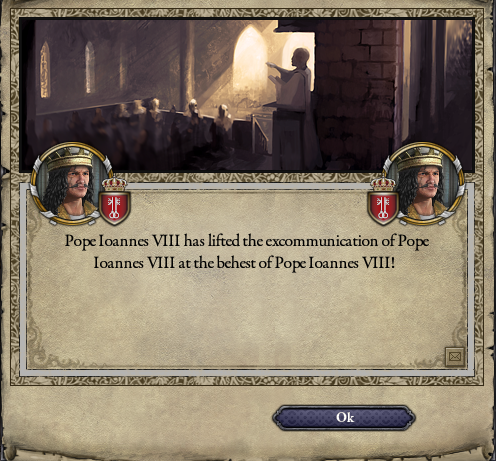 Pope Ioannes VIII has lifted the excommunication of Pope
Ioannes VIII at the behest of Pope Ioannes VIII!
Ok